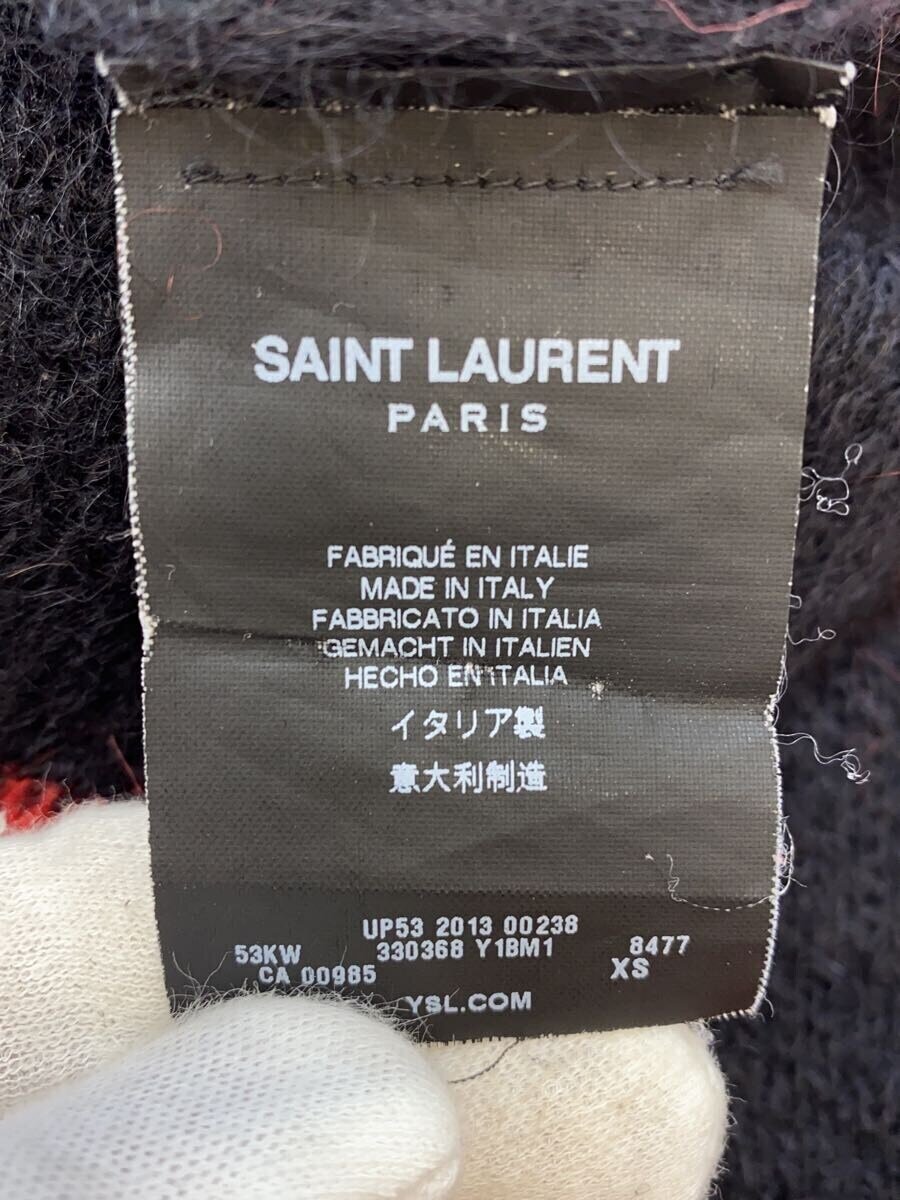 SAINT LAURENT
PARIS
FABRIQUÉ EN ITALIE
MADE IN ITALY
FABBRICATO IN ITALIA
GEMACHT IN ITALIEN
HECHO EN ITALIA
イタリア製
意大利制造
UP53 2013 00238
53KW 330368 Y1BM1 8477
CA 00985 XS
YSL.COM